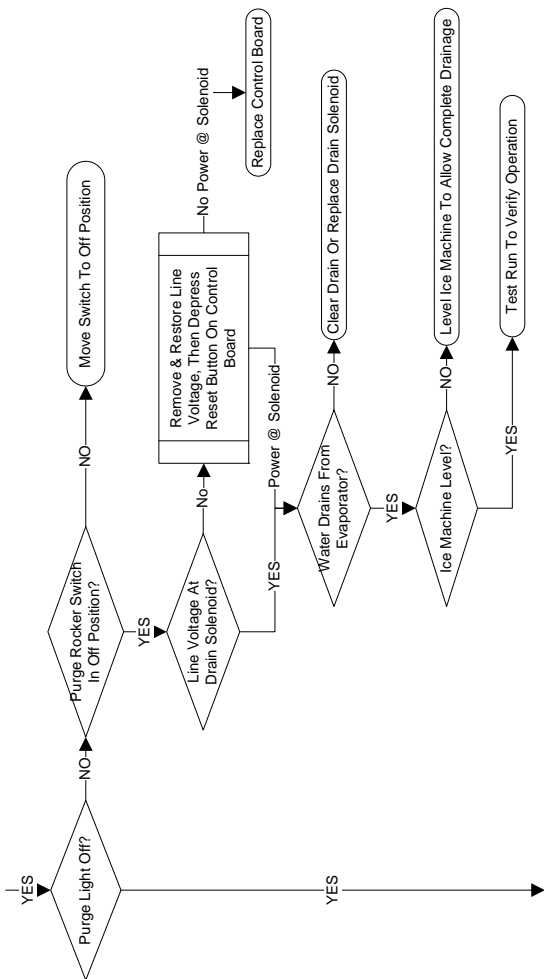 YES
Purge Light Off?
YES
NO
Purge Rocker Switch
In Off Position?
NO
Move Switch To Off Position
YES
Line Voltage At
Drain Solenoid?
No
Remove & Restore Line
Voltage, Then Depress
Reset Button On Control
Board
No Power @ Solenoid
Replace Control Board
YES
Power @ Solenoid
Water Drains From
Evaporator?
NO
Clear Drain Or Replace Drain Solenoid
YES
Ice Machine Level?
NO
Level Ice Machine To Allow Complete Drainage
YES
Test Run To Verify Operation